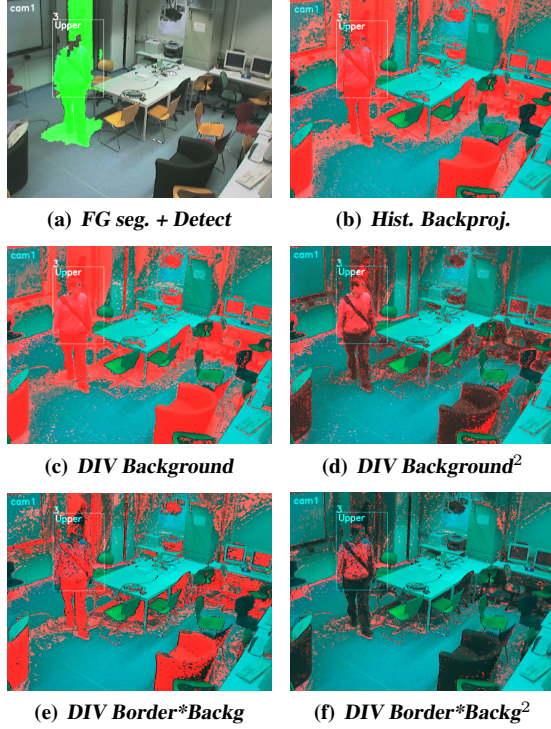 cam1
3
Upper
cam1
3
Upper
(a) FG seg. + Detect
(b) Hist. Backproj.
cam1
3
Upper
3
Upper
(c) DIV Background
(d) DIV Background²
cam1
3
Upper
cam1
3
Upper
(e) DIV Border*Backg
(f) DIV Border*Backg²